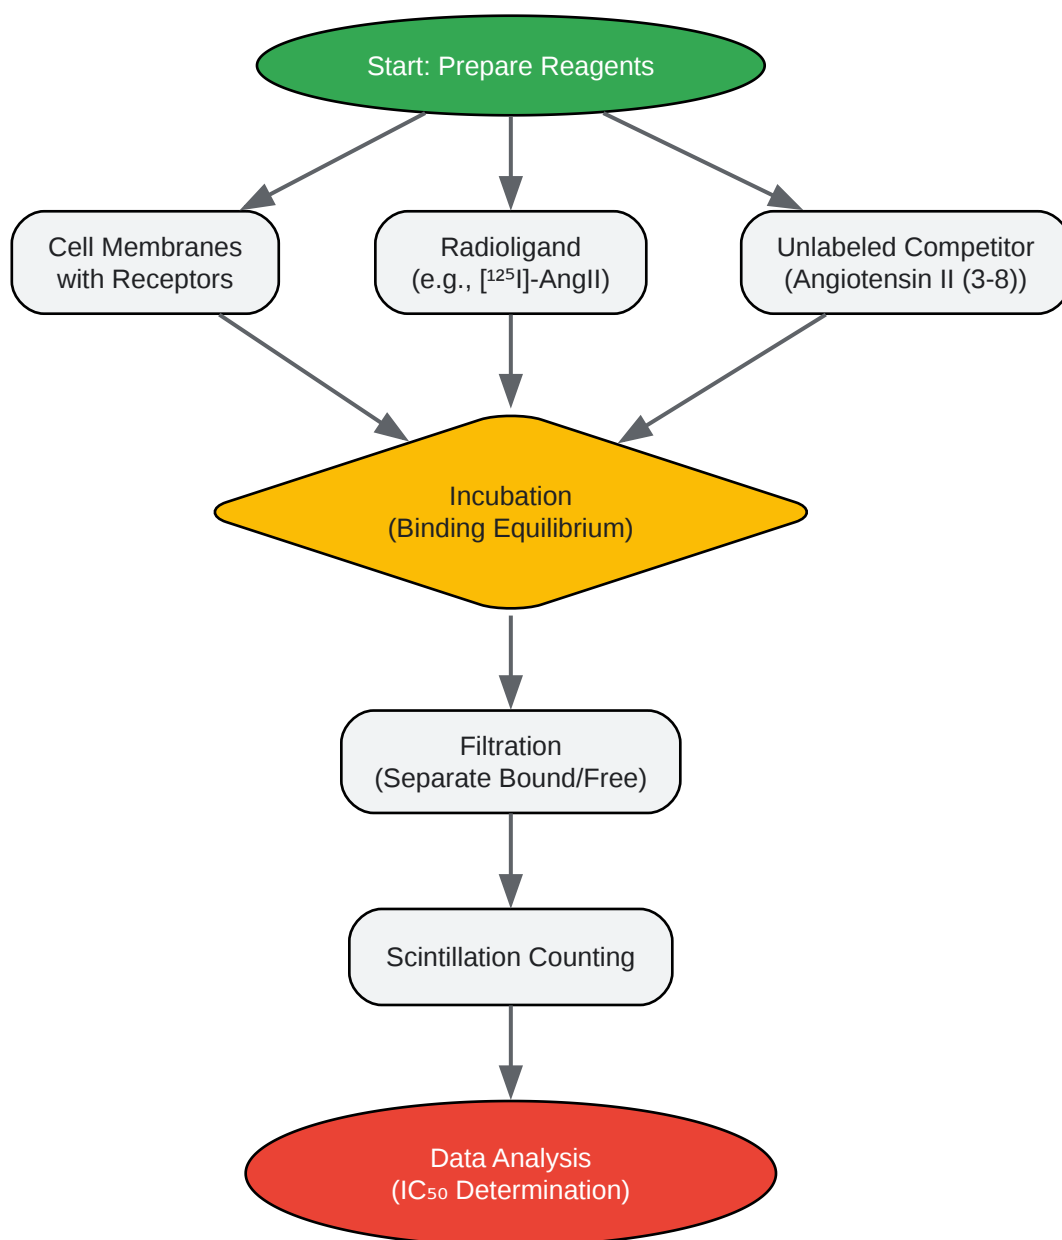 Start: Prepare Reagents
Cell Membranes
with Receptors
Radioligand
(e.g., [¹²⁵I]-AngII)
Unlabeled Competitor
(Angiotensin II (3-8))
Incubation
(Binding Equilibrium)
Filtration
(Separate Bound/Free)
Scintillation Counting
Data Analysis
(IC₅₀ Determination)